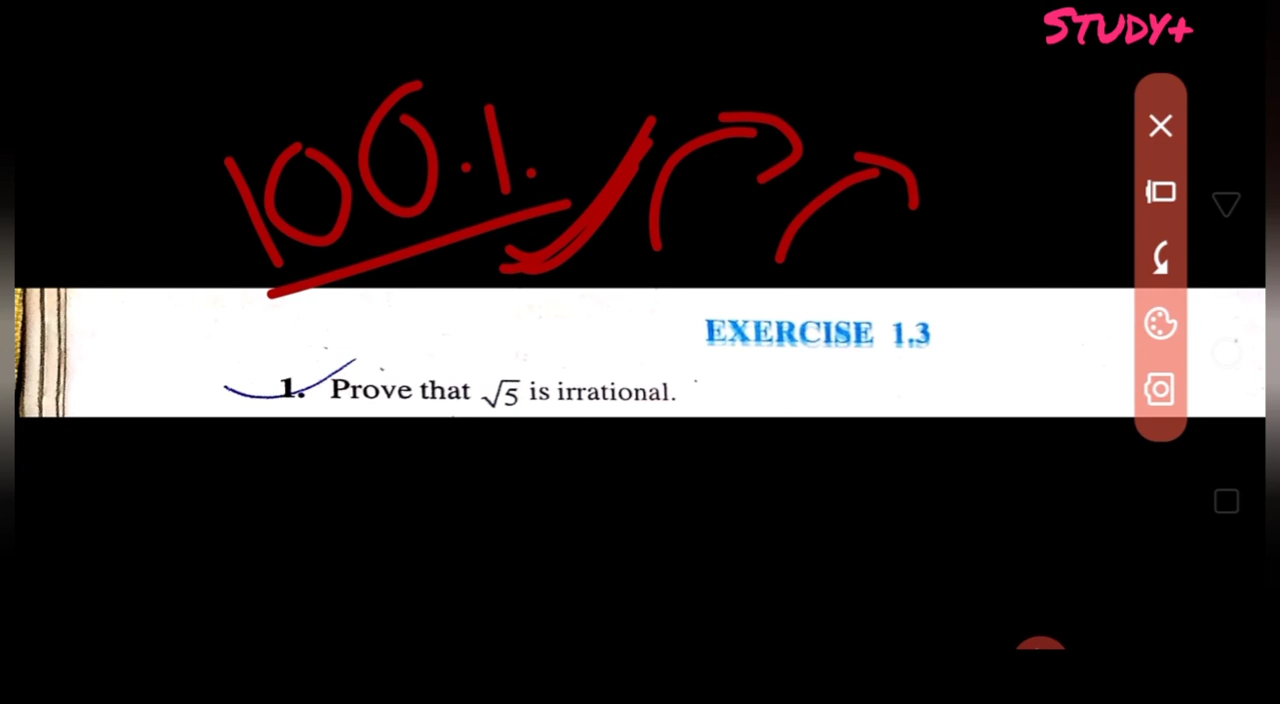 STUDY+
100%
EXERCISE 1.3
1. Prove that √5 is irrational.